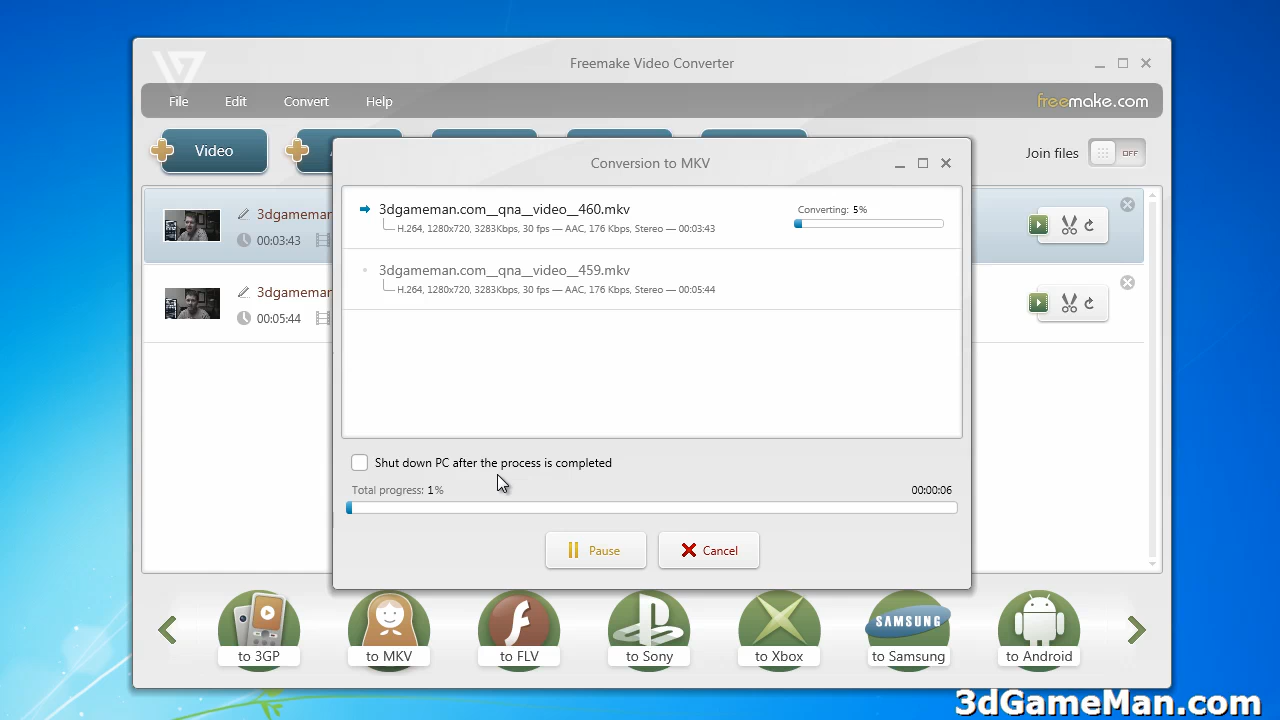 Freemake Video Converter
File Edit Convert Help
freemake.com
Video
Join files OFF
Conversion to MKV
3dgameman.com__qna__video__460.mkv
Converting: 5%
H.264, 1280x720, 3283Kbps, 30 fps — AAC, 176 Kbps, Stereo — 00:03:43
3dgameman.com__qna__video__459.mkv
H.264, 1280x720, 3283Kbps, 30 fps — AAC, 176 Kbps, Stereo — 00:05:44
3dgameman
00:03:43
3dgameman
00:05:44
Shut down PC after the process is completed
Total progress: 1% 00:00:06
Pause Cancel
SAMSUNG
to 3GP to MKV to FLV to Sony to Xbox to Samsung to Android
3dGameMan.com